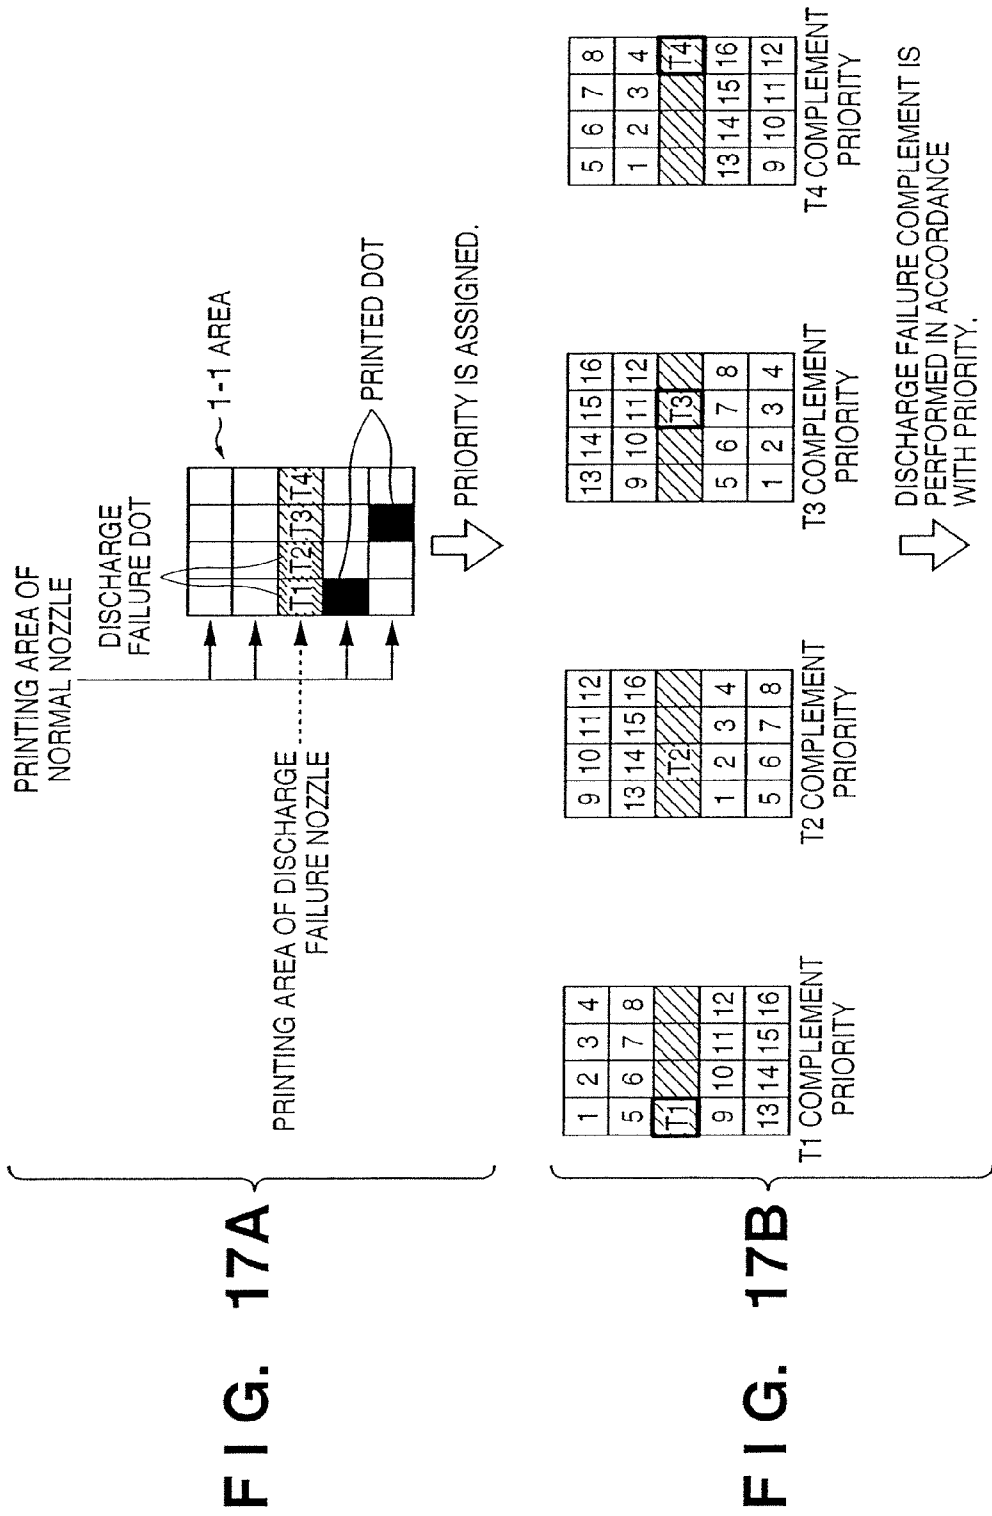 FIG. 17A
PRINTING AREA OF
NORMAL NOZZLE
DISCHARGE
FAILURE DOT
1-1 AREA
T1 T2 T3 T4
PRINTING AREA OF DISCHARGE
FAILURE NOZZLE
PRINTED DOT
PRIORITY IS ASSIGNED.
FIG. 17B
1 2 3 4
5 6 7 8
T1
9 10 11 12
13 14 15 16
T1 COMPLEMENT
PRIORITY
9 10 11 12
13 14 15 16
T2
1 2 3 4
5 6 7 8
T2 COMPLEMENT
PRIORITY
13 14 15 16
9 10 11 12
T3
5 6 7 8
1 2 3 4
T3 COMPLEMENT
PRIORITY
5 6 7 8
1 2 3 4
T4
13 14 15 16
9 10 11 12
T4 COMPLEMENT
PRIORITY
DISCHARGE FAILURE COMPLEMENT IS
PERFORMED IN ACCORDANCE
WITH PRIORITY.